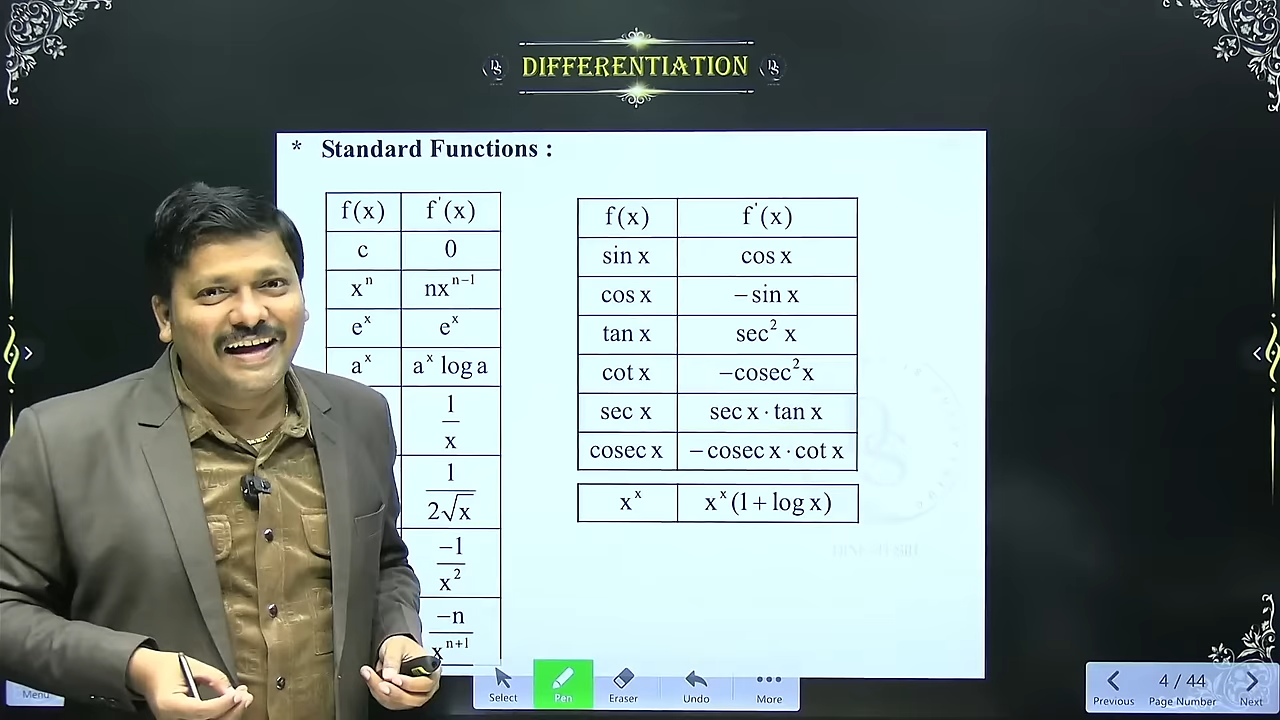 DIFFERENTIATION
* Standard Functions :
f(x) f'(x)
c 0
xⁿ nxⁿ⁻¹
eˣ eˣ
aˣ aˣ log a
1/x
1/2√x
-1/x²
-n/xⁿ⁺¹
f(x) f'(x)
sin x cos x
cos x – sin x
tan x sec² x
cot x –cosec²x
sec x sec x · tan x
cosec x – cosec x · cot x
xˣ xˣ (1 + log x)
Menu
Select Pen Eraser Undo More
4 / 44
Previous Page Number Next